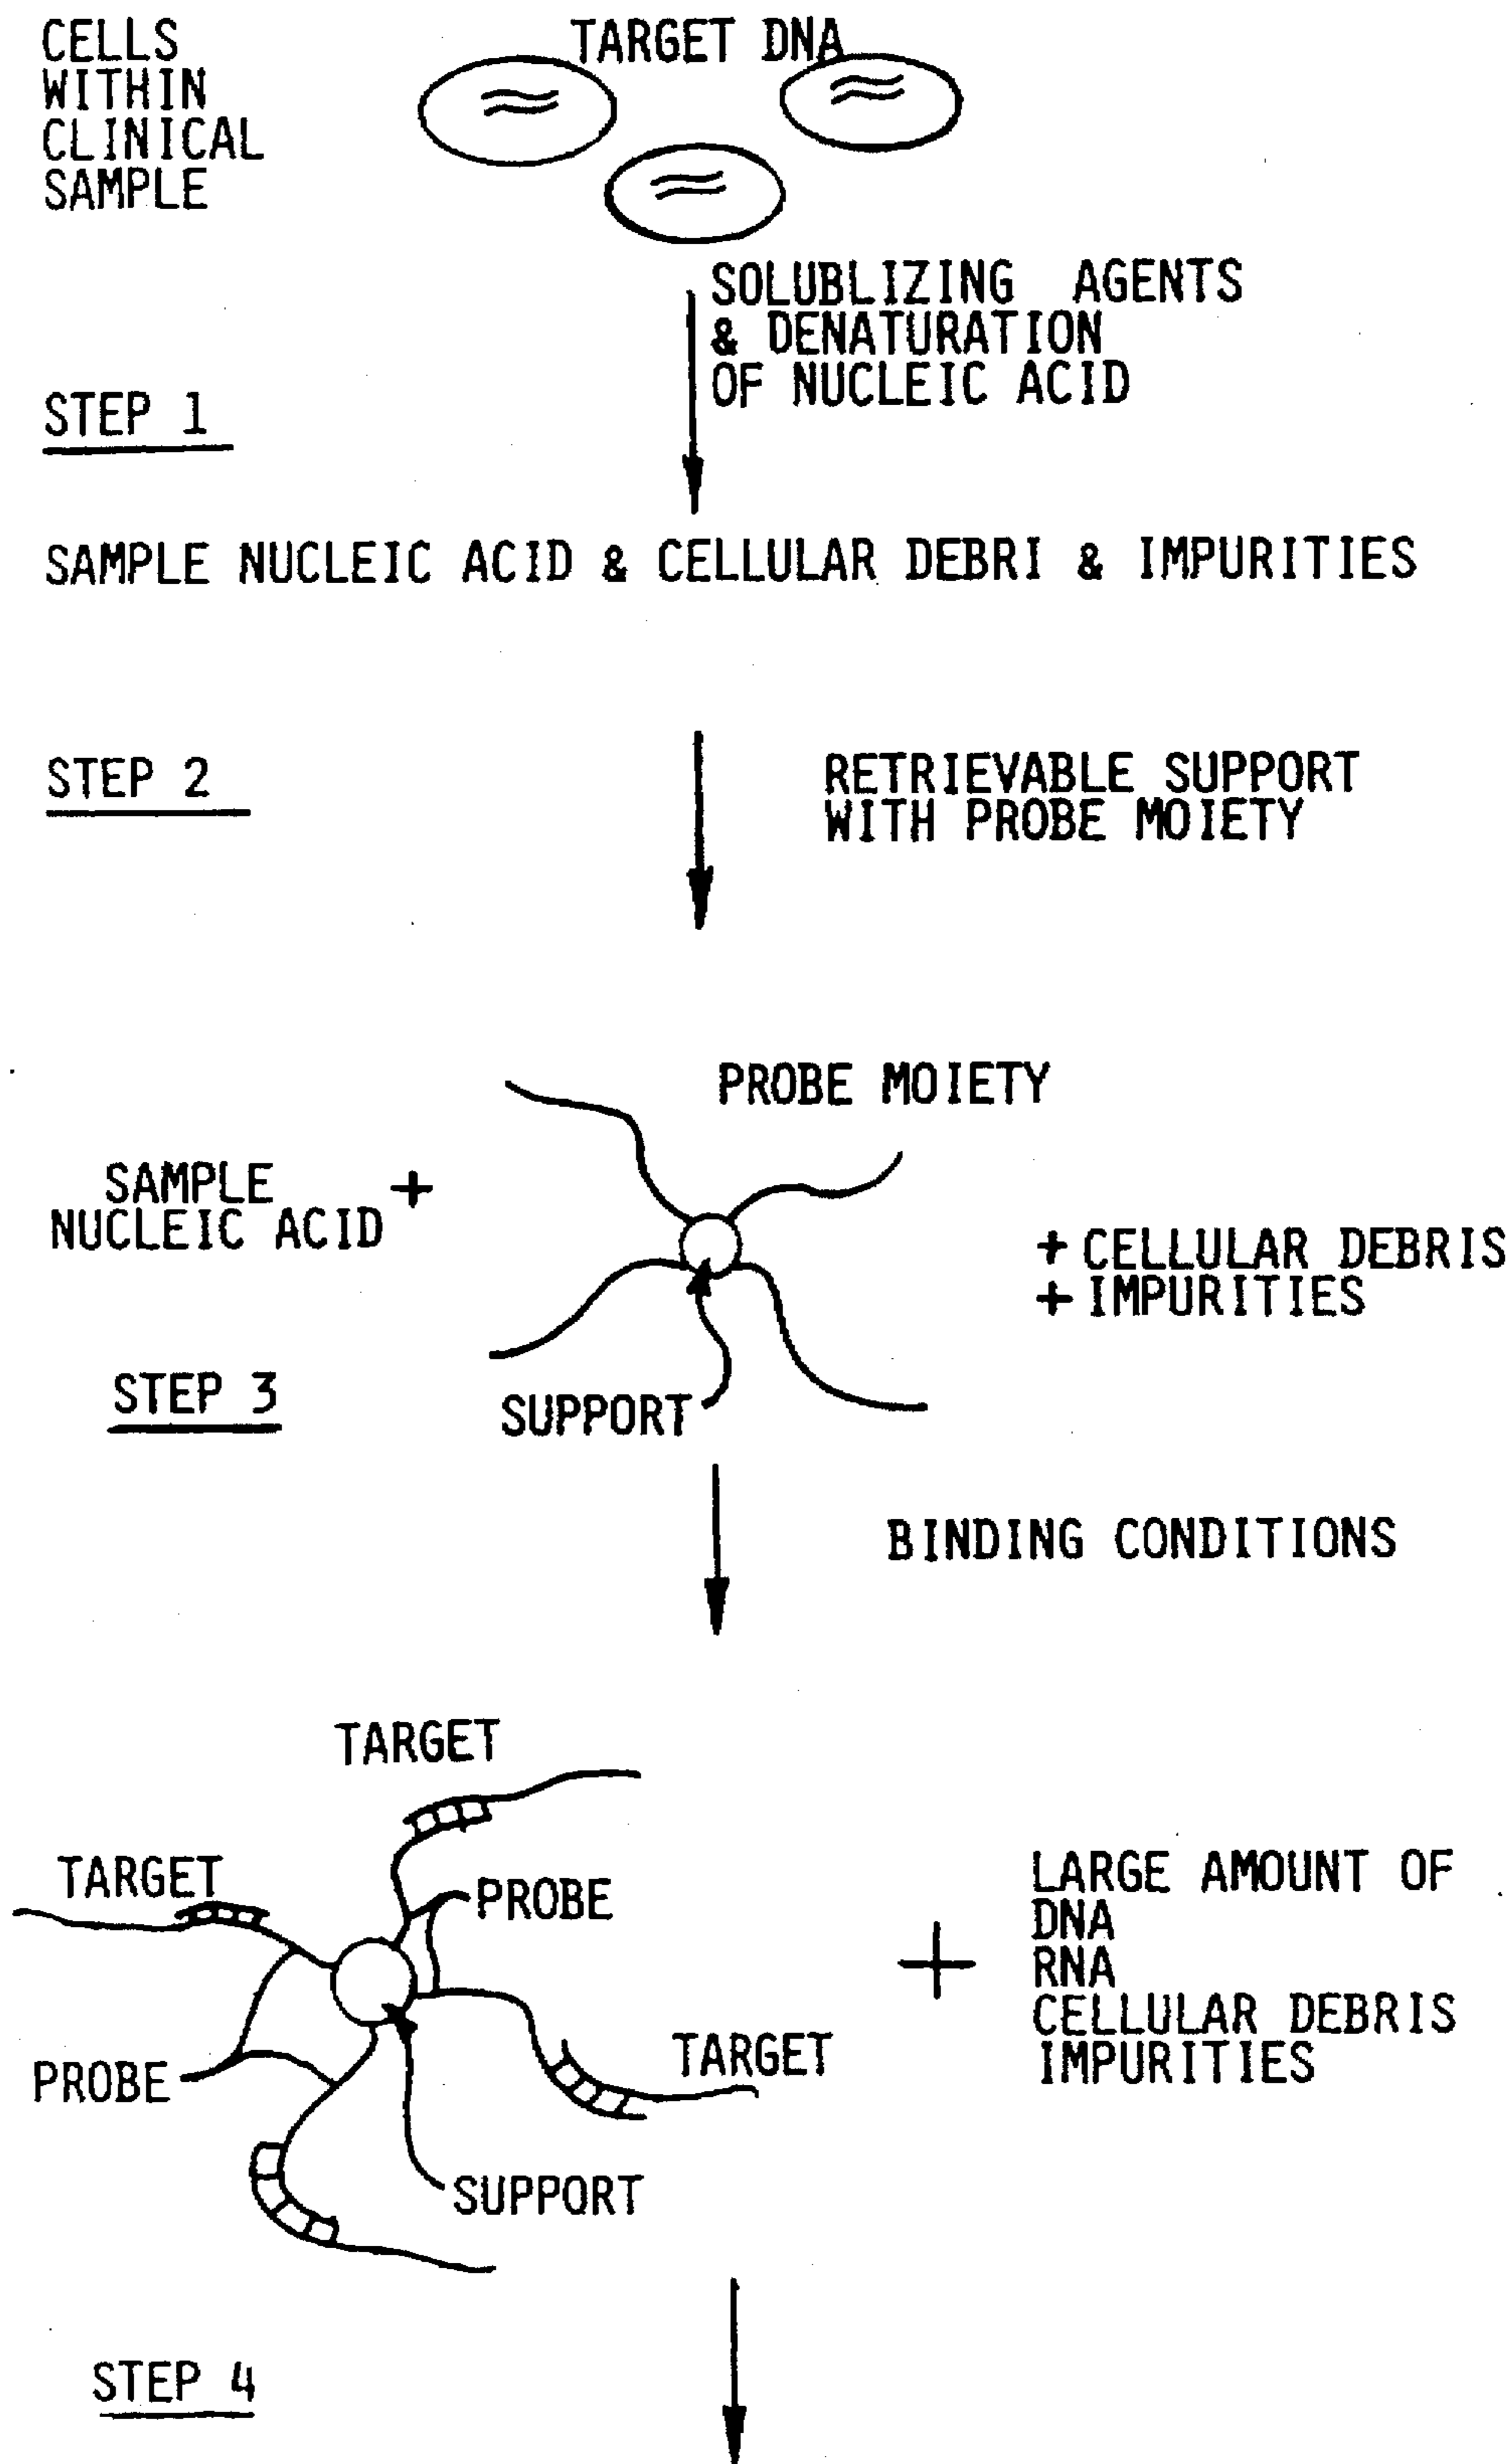 CELLS
WITHIN
CLINICAL
SAMPLE
TARGET DNA
SOLUBLIZING AGENTS
& DENATURATION
OF NUCLEIC ACID
STEP 1
SAMPLE NUCLEIC ACID & CELLULAR DEBRI & IMPURITIES
STEP 2
RETRIEVABLE SUPPORT
WITH PROBE MOIETY
PROBE MOIETY
SAMPLE +
NUCLEIC ACID
+ CELLULAR DEBRIS
+ IMPURITIES
STEP 3
SUPPORT
BINDING CONDITIONS
TARGET
TARGET
PROBE
+
LARGE AMOUNT OF
DNA
RNA
CELLULAR DEBRIS
IMPURITIES
TARGET
PROBE
SUPPORT
STEP 4